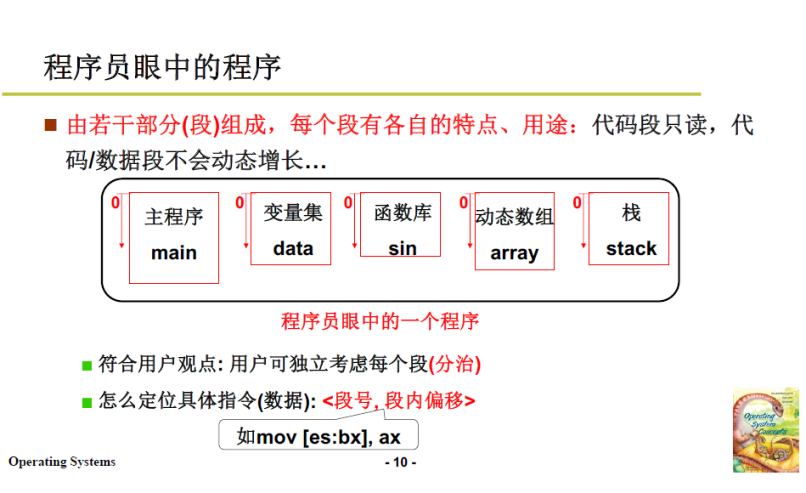 程序员眼中的程序
由若干部分(段)组成，每个段有各自的特点、用途：代码段只读，代
码/数据段不会动态增长…
0 主程序 0 变量集 0 函数库 0 动态数组 0 栈
main data sin array stack
程序员眼中的一个程序
符合用户观点: 用户可独立考虑每个段(分治)
怎么定位具体指令(数据): <段号, 段内偏移>
如mov [es:bx], ax
Operating
System
Concepts
Operating Systems
- 10 -